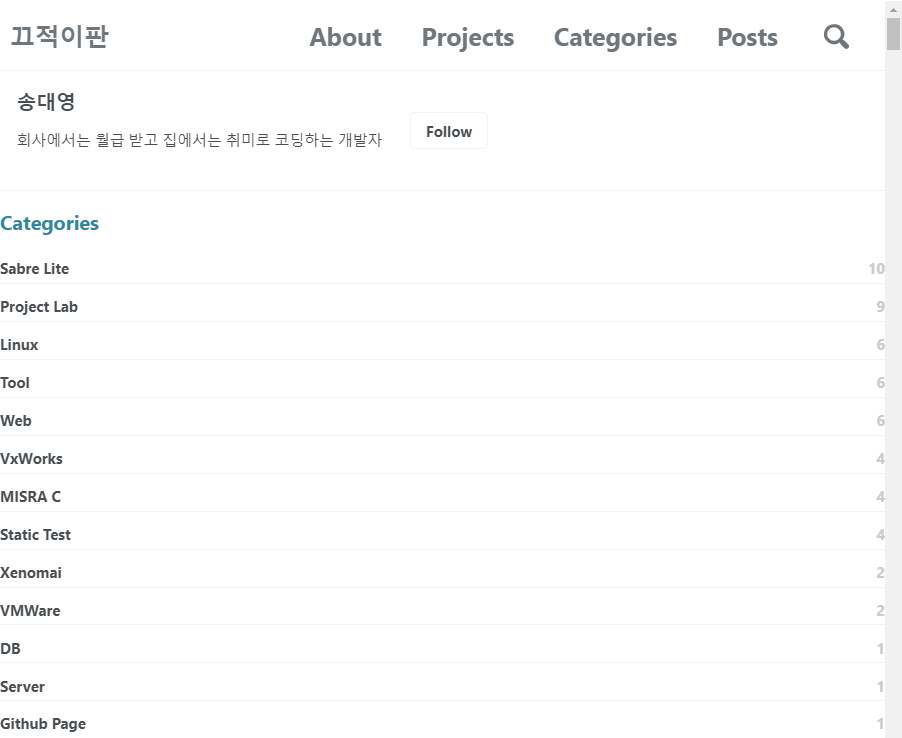 끄적이판 About Projects Categories Posts
송대영
회사에서는 월급 받고 집에서는 취미로 코딩하는 개발자
Follow
Categories
Sabre Lite 10
Project Lab 9
Linux 6
Tool 6
Web 6
VxWorks 4
MISRA C 4
Static Test 4
Xenomai 2
VMWare 2
DB 1
Server 1
Github Page 1